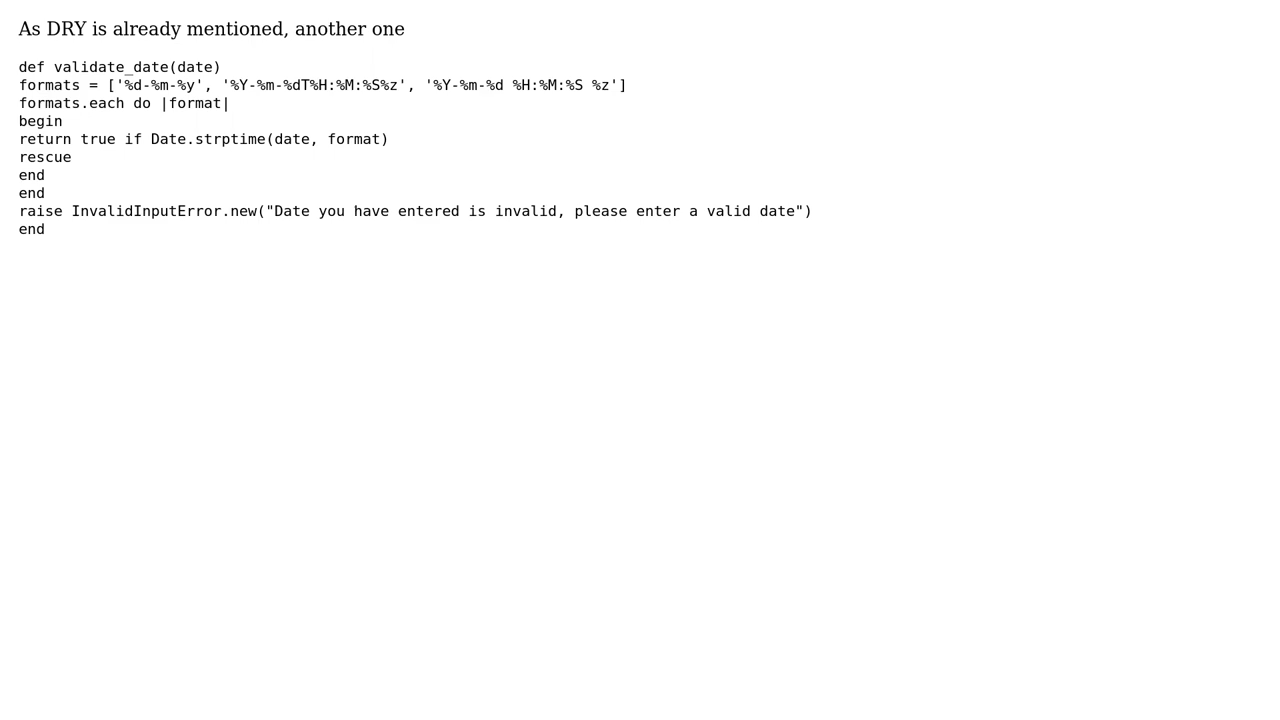 As DRY is already mentioned, another one
def validate_date(date)
formats = ['%d-%m-%y', '%Y-%m-%dT%H:%M:%S%z', '%Y-%m-%d %H:%M:%S %z']
formats.each do |format|
begin
return true if Date.strptime(date, format)
rescue
end
end
raise InvalidInputError.new("Date you have entered is invalid, please enter a valid date")
end